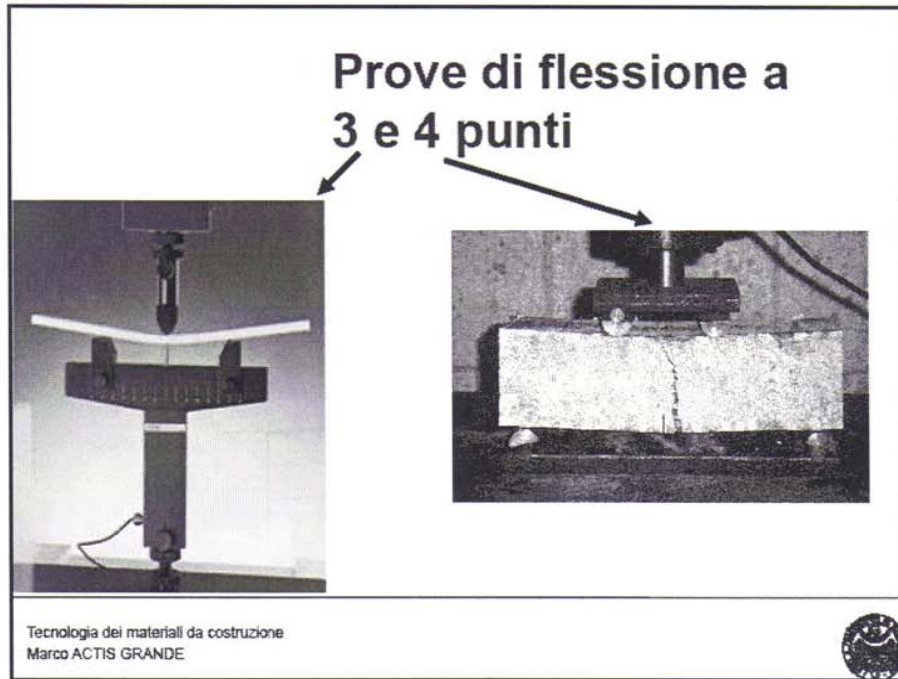 Prove di flessione a
3 e 4 punti
Tecnologia dei materiali da costruzione
Marco ACTIS GRANDE